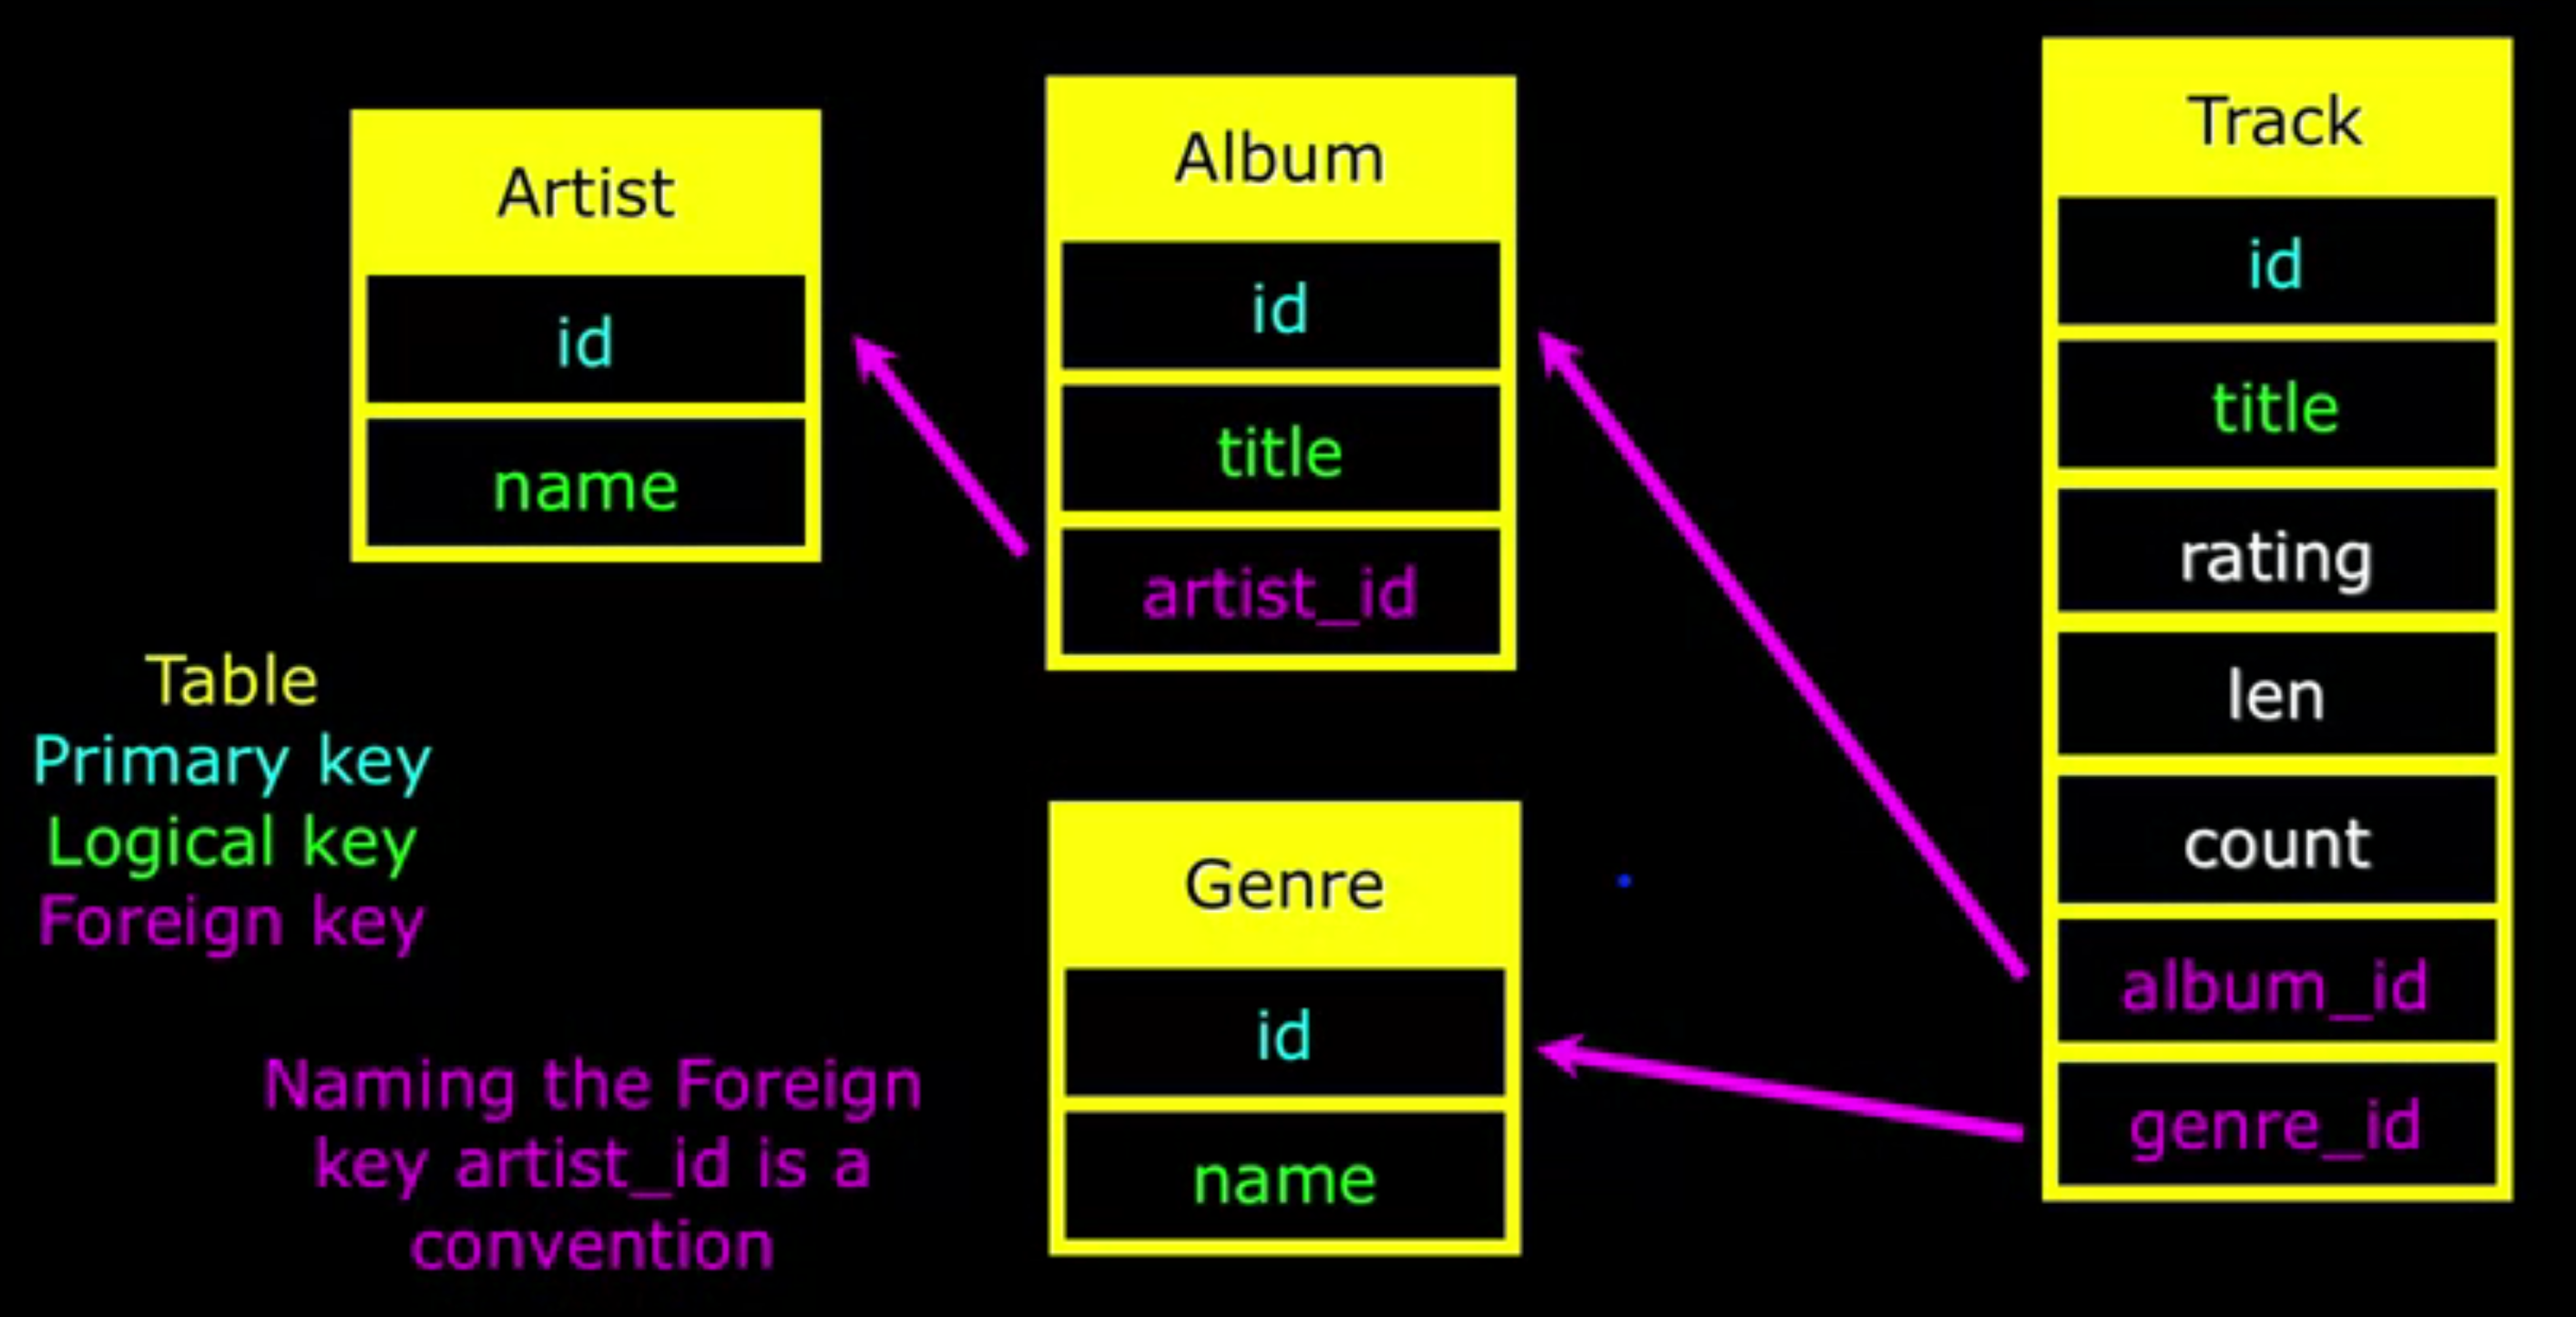 Artist
id
name
Album
id
title
artist_id
Track
id
title
rating
len
count
album_id
genre_id
Genre
id
name
Table
Primary key
Logical key
Foreign key
Naming the Foreign
key artist_id is a
convention